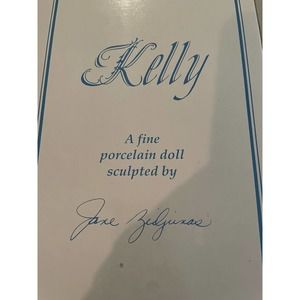 Kelly
A fine
porcelain doll
sculpted by
Jane Zidjunas